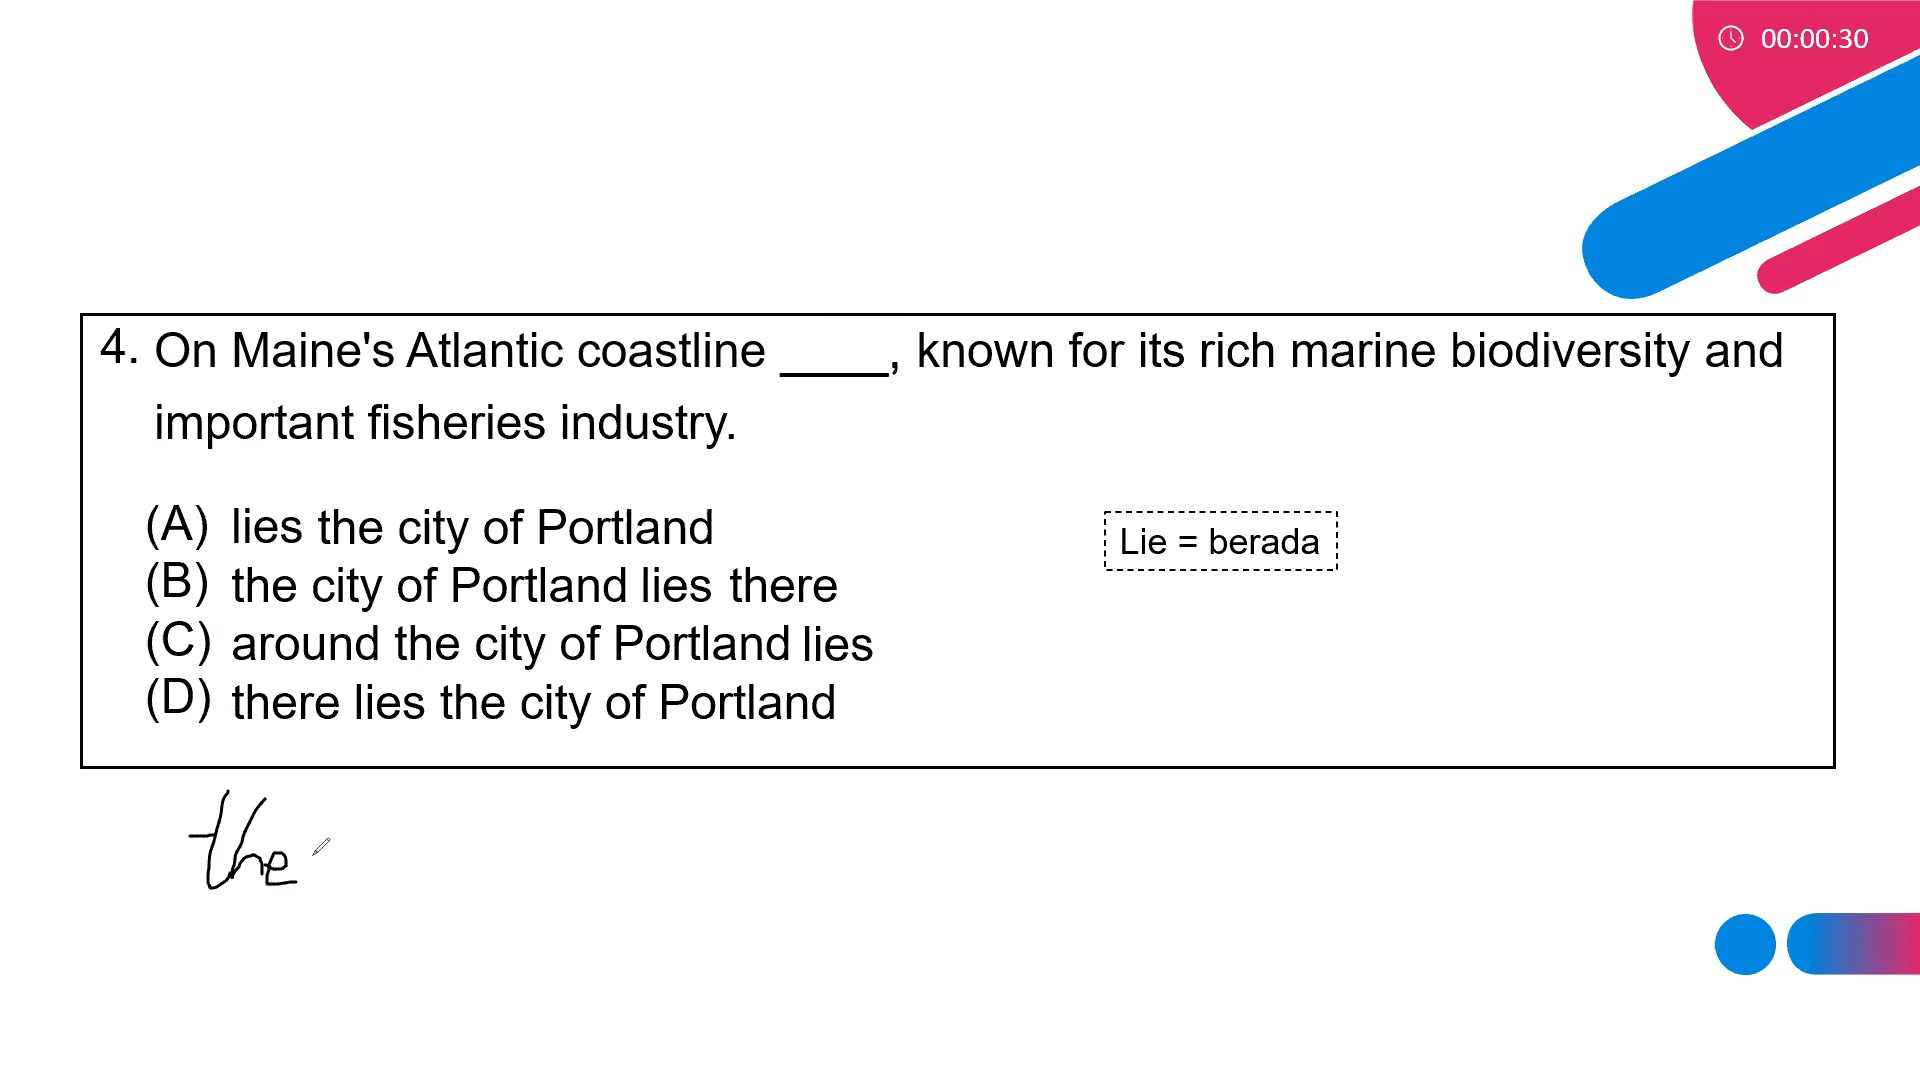 00:00:30
4. On Maine's Atlantic coastline ____, known for its rich marine biodiversity and
important fisheries industry.
(A) lies the city of Portland
(B) the city of Portland lies there
(C) around the city of Portland lies
(D) there lies the city of Portland
Lie = berada
the